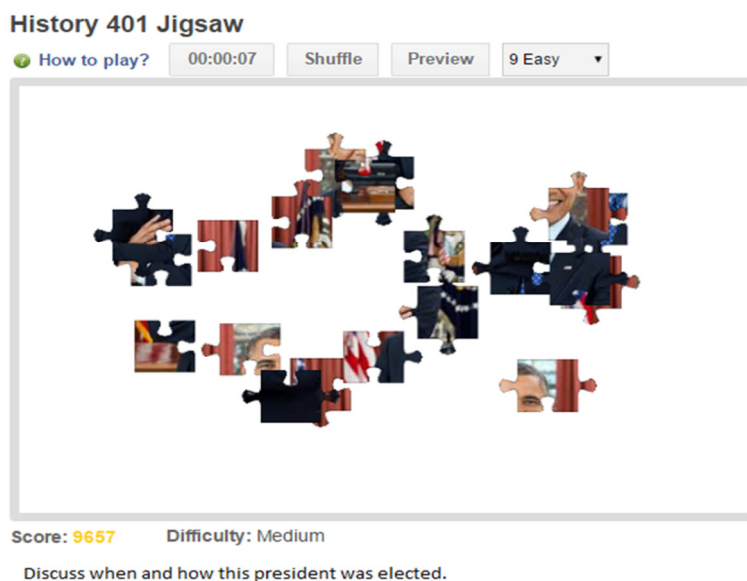 History 401 Jigsaw
How to play? 00:00:07 Shuffle Preview 9 Easy
Score: 9657 Difficulty: Medium
Discuss when and how this president was elected.